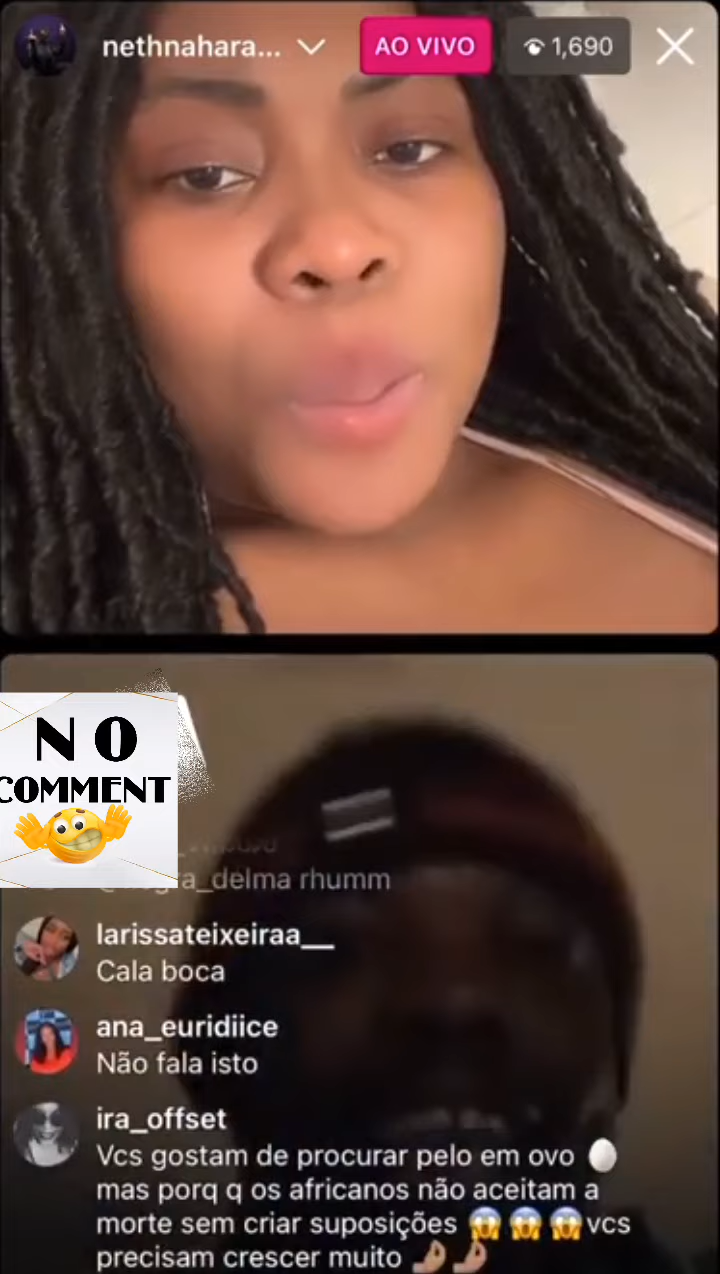 nethnahara...
AO VIVO
1,690
NO
COMMENT
rhumm
larissateixeiraa__
Cala boca
ana_euridiice
Não fala isto
ira_offset
Vcs gostam de procurar pelo em ovo 🥚
mas porq q os africanos não aceitam a
morte sem criar suposições 😱😱😱vcs
precisam crescer muito 🤌🏼🤌🏼